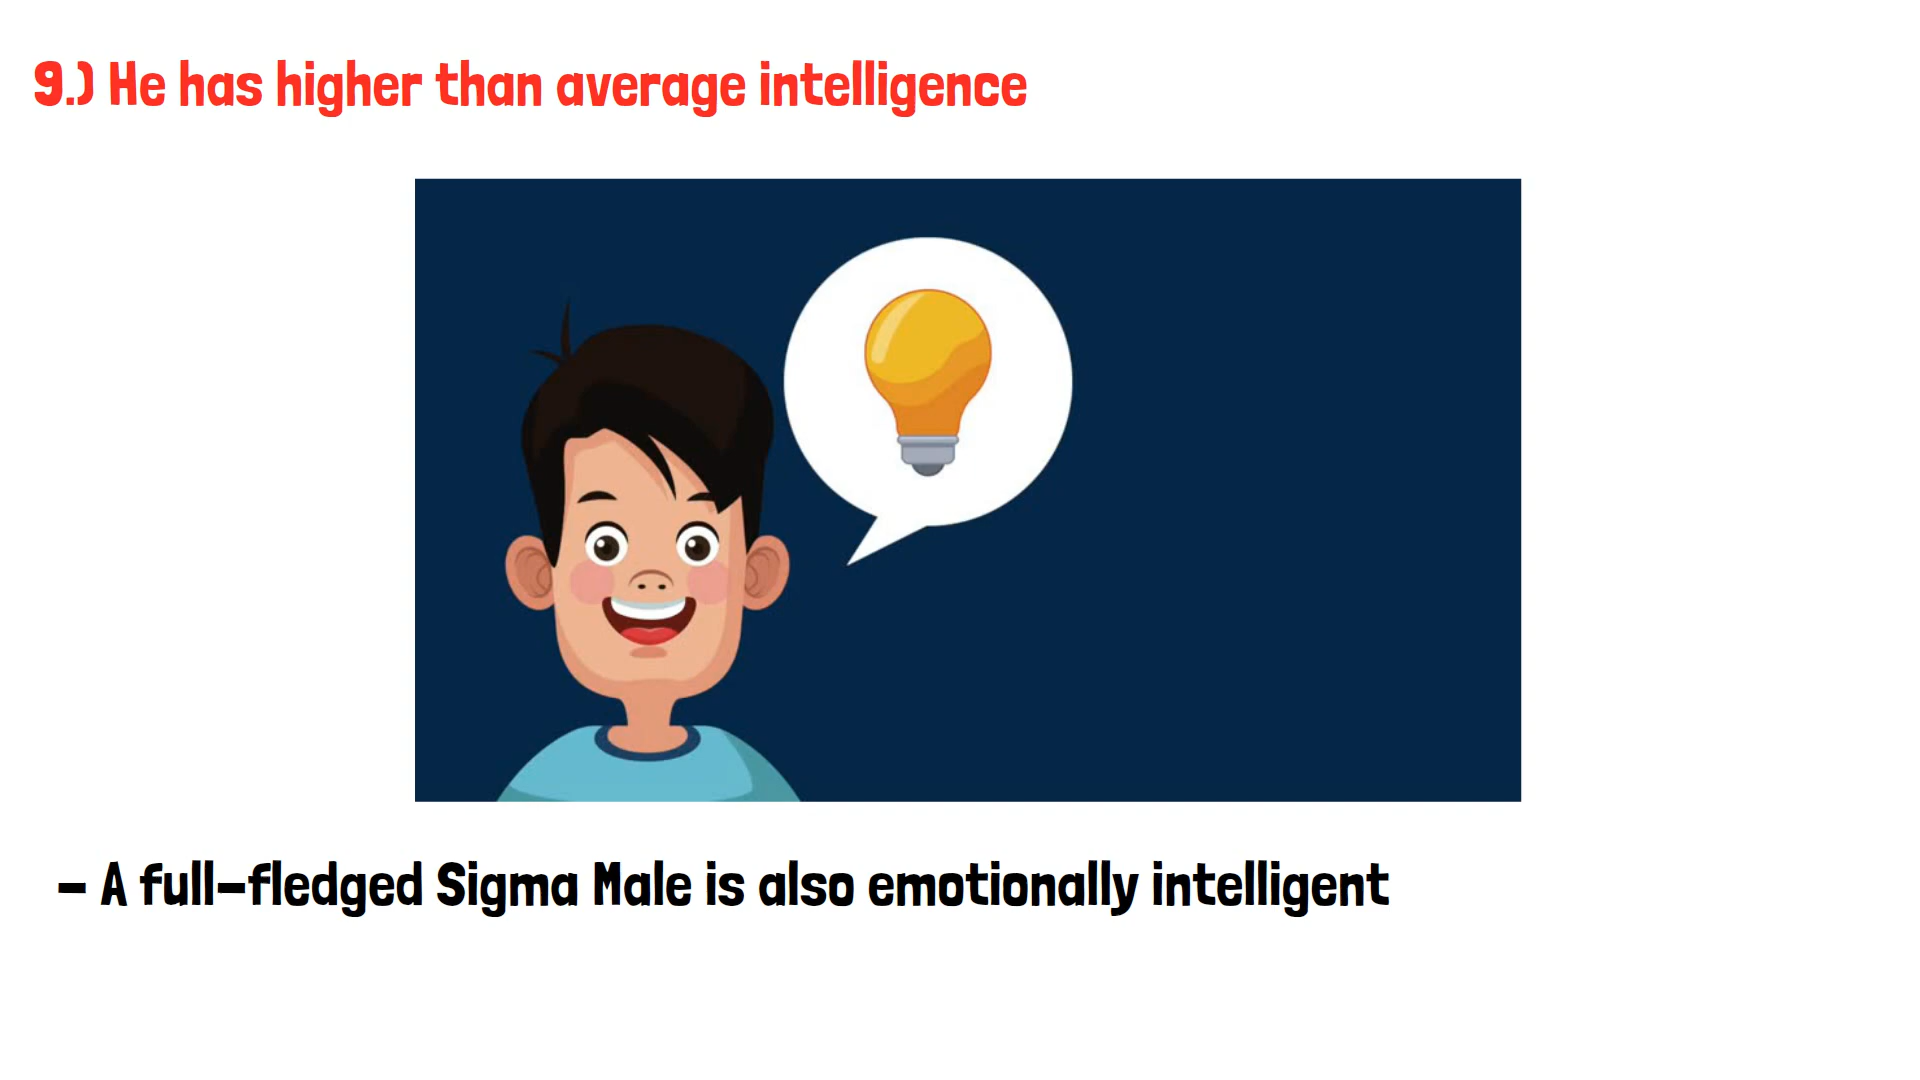 9.) He has higher than average intelligence
- A full-fledged Sigma Male is also emotionally intelligent